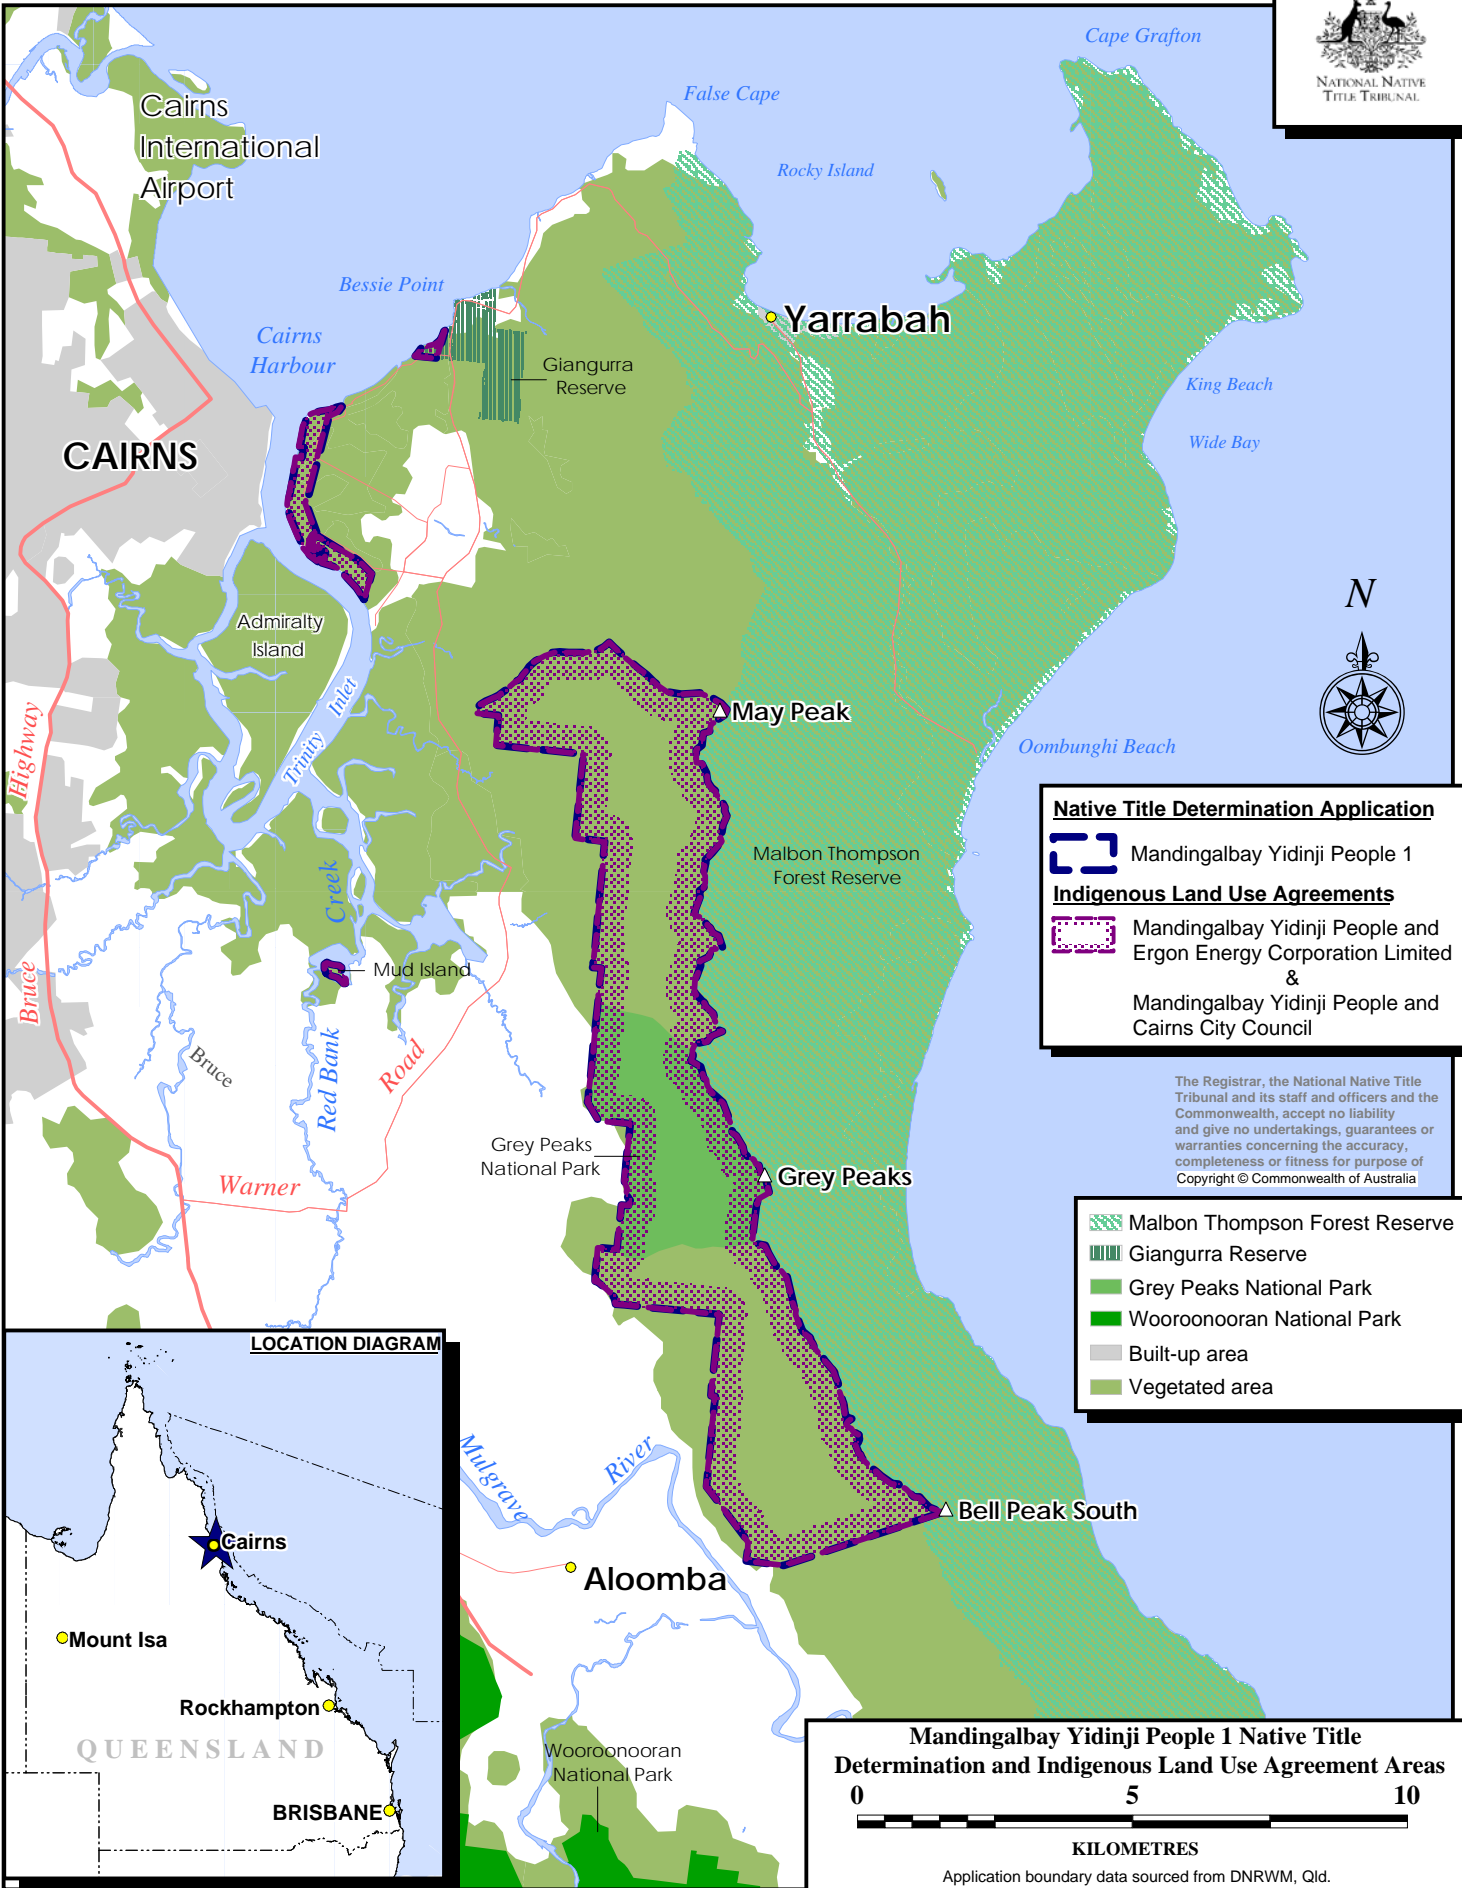 NATIONAL NATIVE
TITLE TRIBUNAL
Cape Grafton
False Cape
Cairns
International
Airport
Rocky Island
Bessie Point
Yarrabah
Cairns
Harbour
Giangurra
Reserve
King Beach
CAIRNS
Wide Bay
N
Admiralty
Island
Trinity Inlet
May Peak
Highway
Oombunghi Beach
Native Title Determination Application
Mandingalbay Yidinji People 1
Indigenous Land Use Agreements
Mandingalbay Yidinji People and
Ergon Energy Corporation Limited
&
Mandingalbay Yidinji People and
Cairns City Council
Malbon Thompson
Forest Reserve
Creek
Mud Island
Bruce
Bruce
Red Bank
Road
The Registrar, the National Native Title
Tribunal and its staff and officers and the
Commonwealth, accept no liability
and give no undertakings, guarantees or
warranties concerning the accuracy,
completeness or fitness for purpose of
Copyright © Commonwealth of Australia
Grey Peaks
National Park
Grey Peaks
Warner
Malbon Thompson Forest Reserve
Giangurra Reserve
Grey Peaks National Park
Wooroonooran National Park
Built-up area
Vegetated area
LOCATION DIAGRAM
Mulgrave River
Bell Peak South
Cairns
Aloomba
Mount Isa
Rockhampton
QUEENSLAND
BRISBANE
Wooroonooran
National Park
Mandingalbay Yidinji People 1 Native Title
Determination and Indigenous Land Use Agreement Areas
0 5 10
KILOMETRES
Application boundary data sourced from DNRWM, Qld.